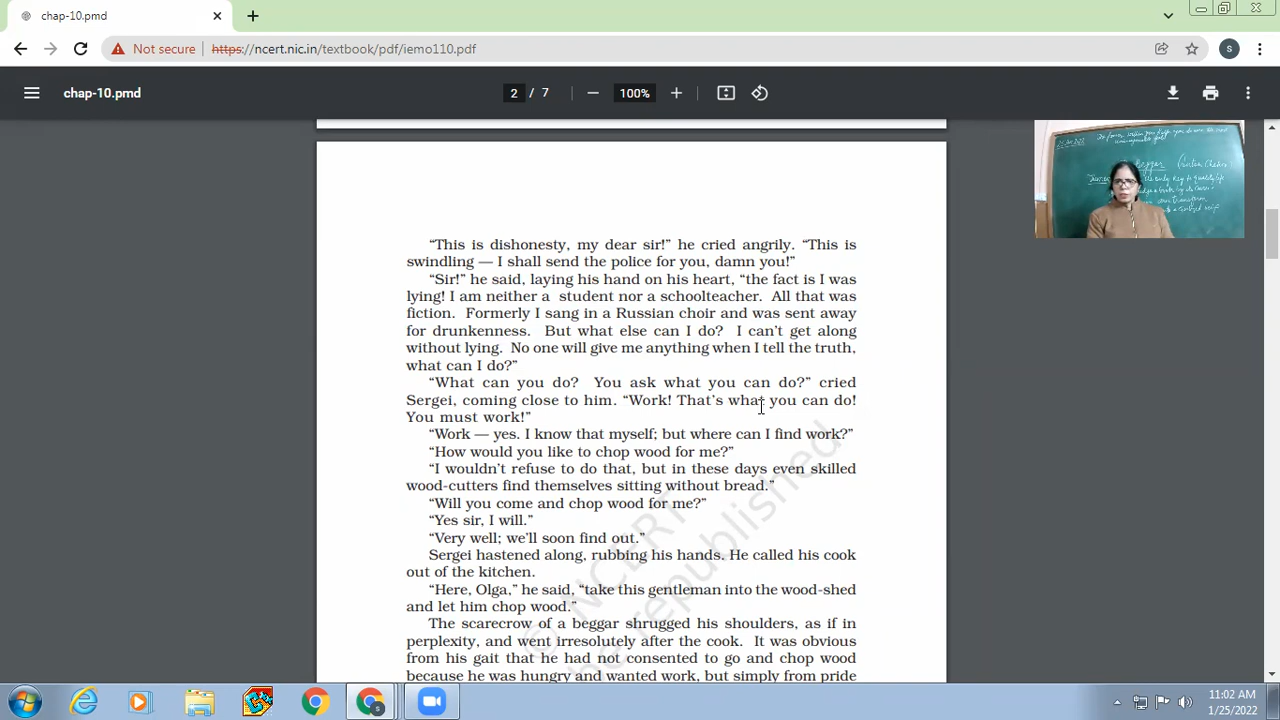 chap-10.pmd
Not secure
https://ncert.nic.in/textbook/pdf/iemo110.pdf
S
chap-10.pmd
2 / 7
100%
Beggar (Anton Chekov)
“This is dishonesty, my dear sir!” he cried angrily. “This is
swindling — I shall send the police for you, damn you!”
“Sir!” he said, laying his hand on his heart, “the fact is I was
lying! I am neither a student nor a schoolteacher. All that was
fiction. Formerly I sang in a Russian choir and was sent away
for drunkenness. But what else can I do? I can’t get along
without lying. No one will give me anything when I tell the truth,
what can I do?”
“What can you do? You ask what you can do?” cried
Sergei, coming close to him. “Work! That’s what you can do!
You must work!”
“Work — yes. I know that myself; but where can I find work?”
“How would you like to chop wood for me?”
“I wouldn’t refuse to do that, but in these days even skilled
wood-cutters find themselves sitting without bread.”
“Will you come and chop wood for me?”
“Yes sir, I will.”
“Very well; we’ll soon find out.”
Sergei hastened along, rubbing his hands. He called his cook
out of the kitchen.
“Here, Olga,” he said, “take this gentleman into the wood-shed
and let him chop wood.”
The scarecrow of a beggar shrugged his shoulders, as if in
perplexity, and went irresolutely after the cook. It was obvious
from his gait that he had not consented to go and chop wood
because he was hungry and wanted work, but simply from pride
© NCERT
be republished
11:02 AM
1/25/2022